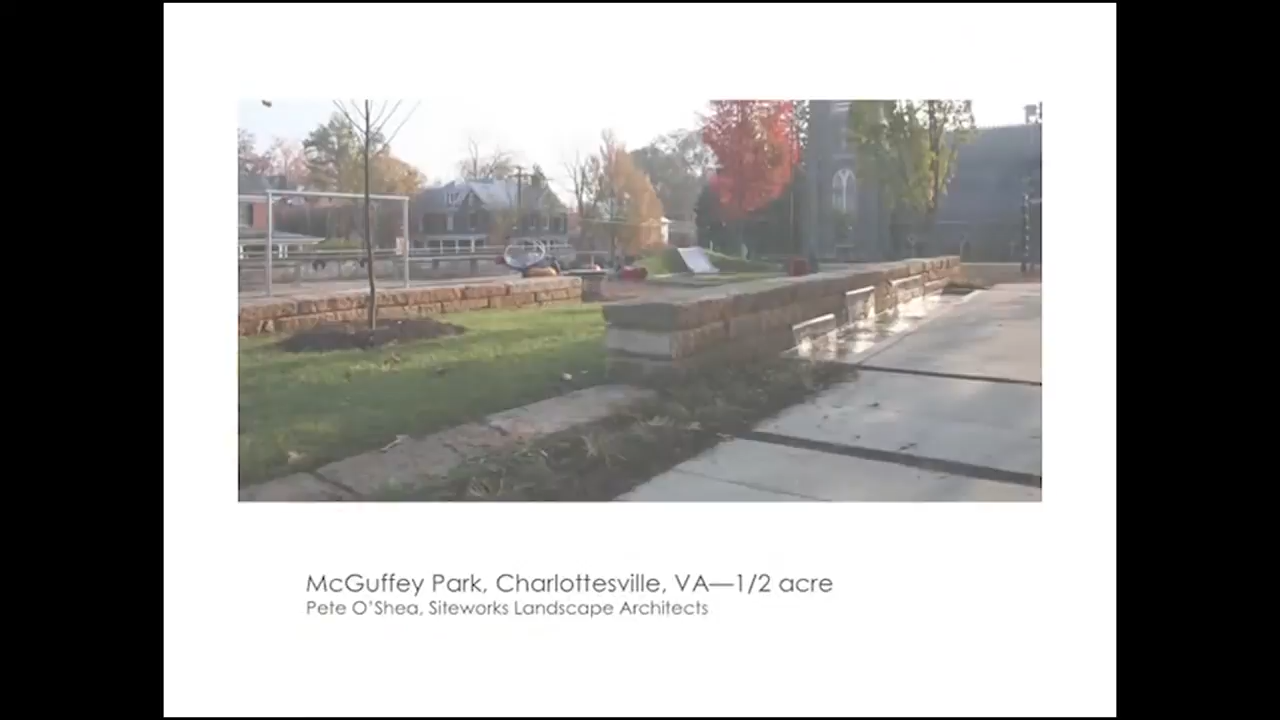 McGuffey Park, Charlottesville, VA—1/2 acre
Pete O'Shea, Siteworks Landscape Architects